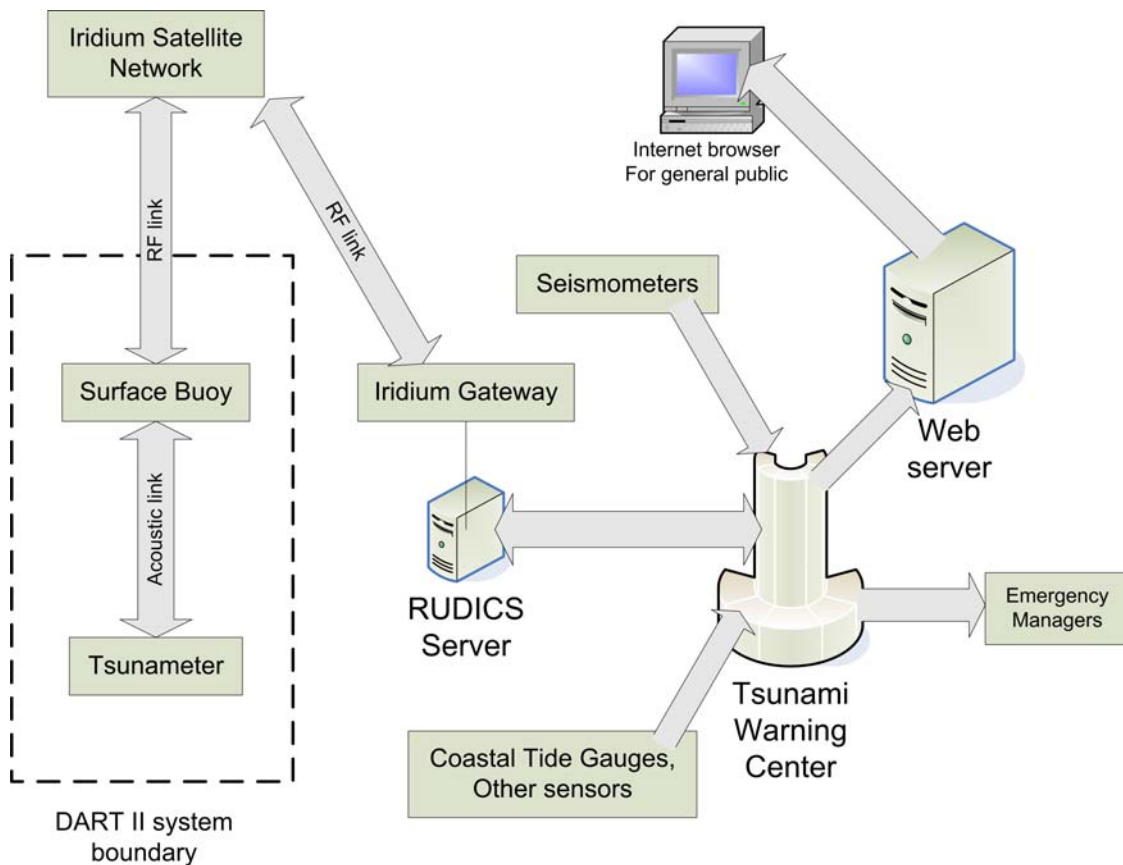 Iridium Satellite
Network
Internet browser
For general public
RF link
RF link
Seismometers
Surface Buoy
Iridium Gateway
Web
server
Acoustic link
RUDICS
Server
Emergency
Managers
Tsunameter
Tsunami
Warning
Center
Coastal Tide Gauges,
Other sensors
DART II system
boundary